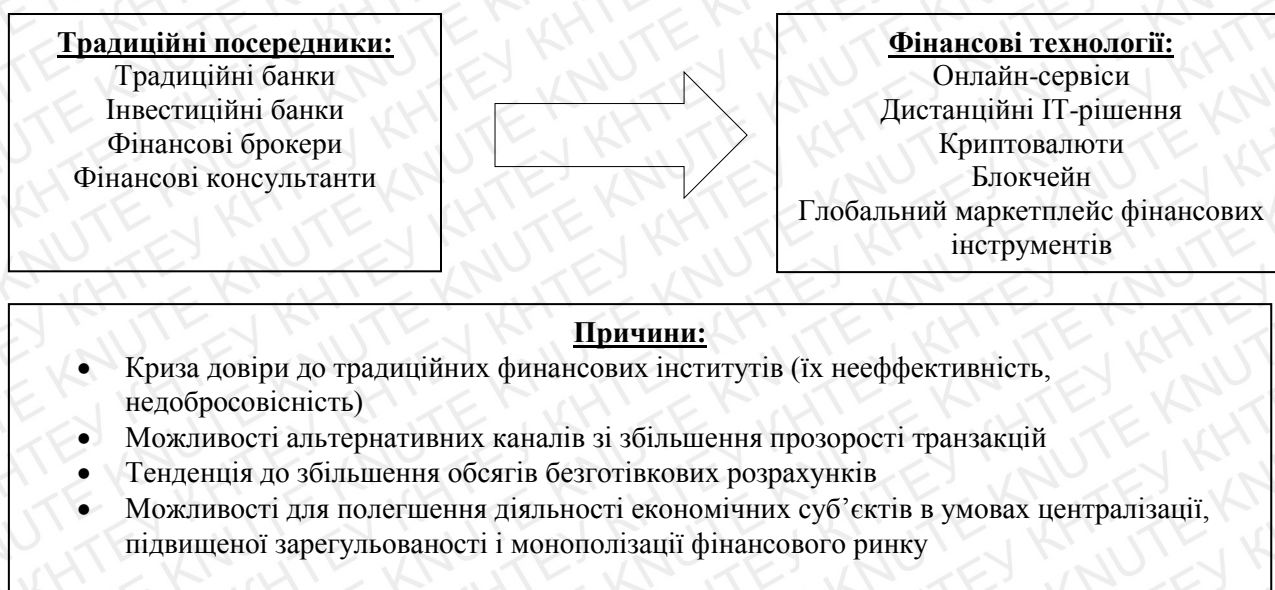 Традиційні посередники:
Традиційні банки
Інвестиційні банки
Фінансові брокери
Фінансові консультанти
Фінансові технології:
Онлайн-сервіси
Дистанційні ІТ-рішення
Криптовалюти
Блокчейн
Глобальний маркетплейс фінансових
інструментів
Причини:
• Криза довіри до традиційних финансових інститутів (їх нееффективність,
недобросовісність)
• Можливості альтернативних каналів зі збільшення прозорості транзакцій
• Тенденція до збільшення обсягів безготівкових розрахунків
• Можливості для полегшення діяльності економічних суб’єктів в умовах централізації,
підвищеної зарегульованості і монополізації фінансового ринку